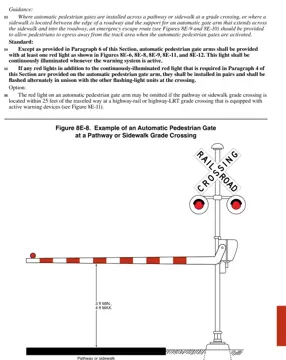 Guidance:
03 Where automatic pedestrian gates are installed across a pathway or sidewalk at a grade crossing, or where a
sidewalk is located between the edge of a roadway and the support for an automatic gate arm that extends across
the sidewalk and into the roadway, an emergency escape route (see Figures 8E-9 and 8E-10) should be provided
to allow pedestrians to egress away from the track area when the automatic pedestrian gates are activated.
Standard:
04 Except as provided in Paragraph 6 of this Section, automatic pedestrian gate arms shall be provided
with at least one red light as shown in Figures 8E-6, 8E-8, 8E-9, 8E-11, and 8E-12. This light shall be
continuously illuminated whenever the warning system is active.
05 If any red lights in addition to the continuously-illuminated red light that is required in Paragraph 4 of
this Section are provided on the automatic pedestrian gate arm, they shall be installed in pairs and shall be
flashed alternately in unison with the other flashing-light units at the crossing.
Option:
06 The red light on an automatic pedestrian gate arm may be omitted if the pathway or sidewalk crossing is
located within 25 feet of the traveled way at a highway-rail or highway-LRT grade crossing that is equipped with
active warning devices (see Figure 8E-11).
Figure 8E-8. Example of an Automatic Pedestrian Gate
at a Pathway or Sidewalk Grade Crossing
RAILROAD
CROSSING
3 ft MIN.
4 ft MAX.
Pathway or sidewalk